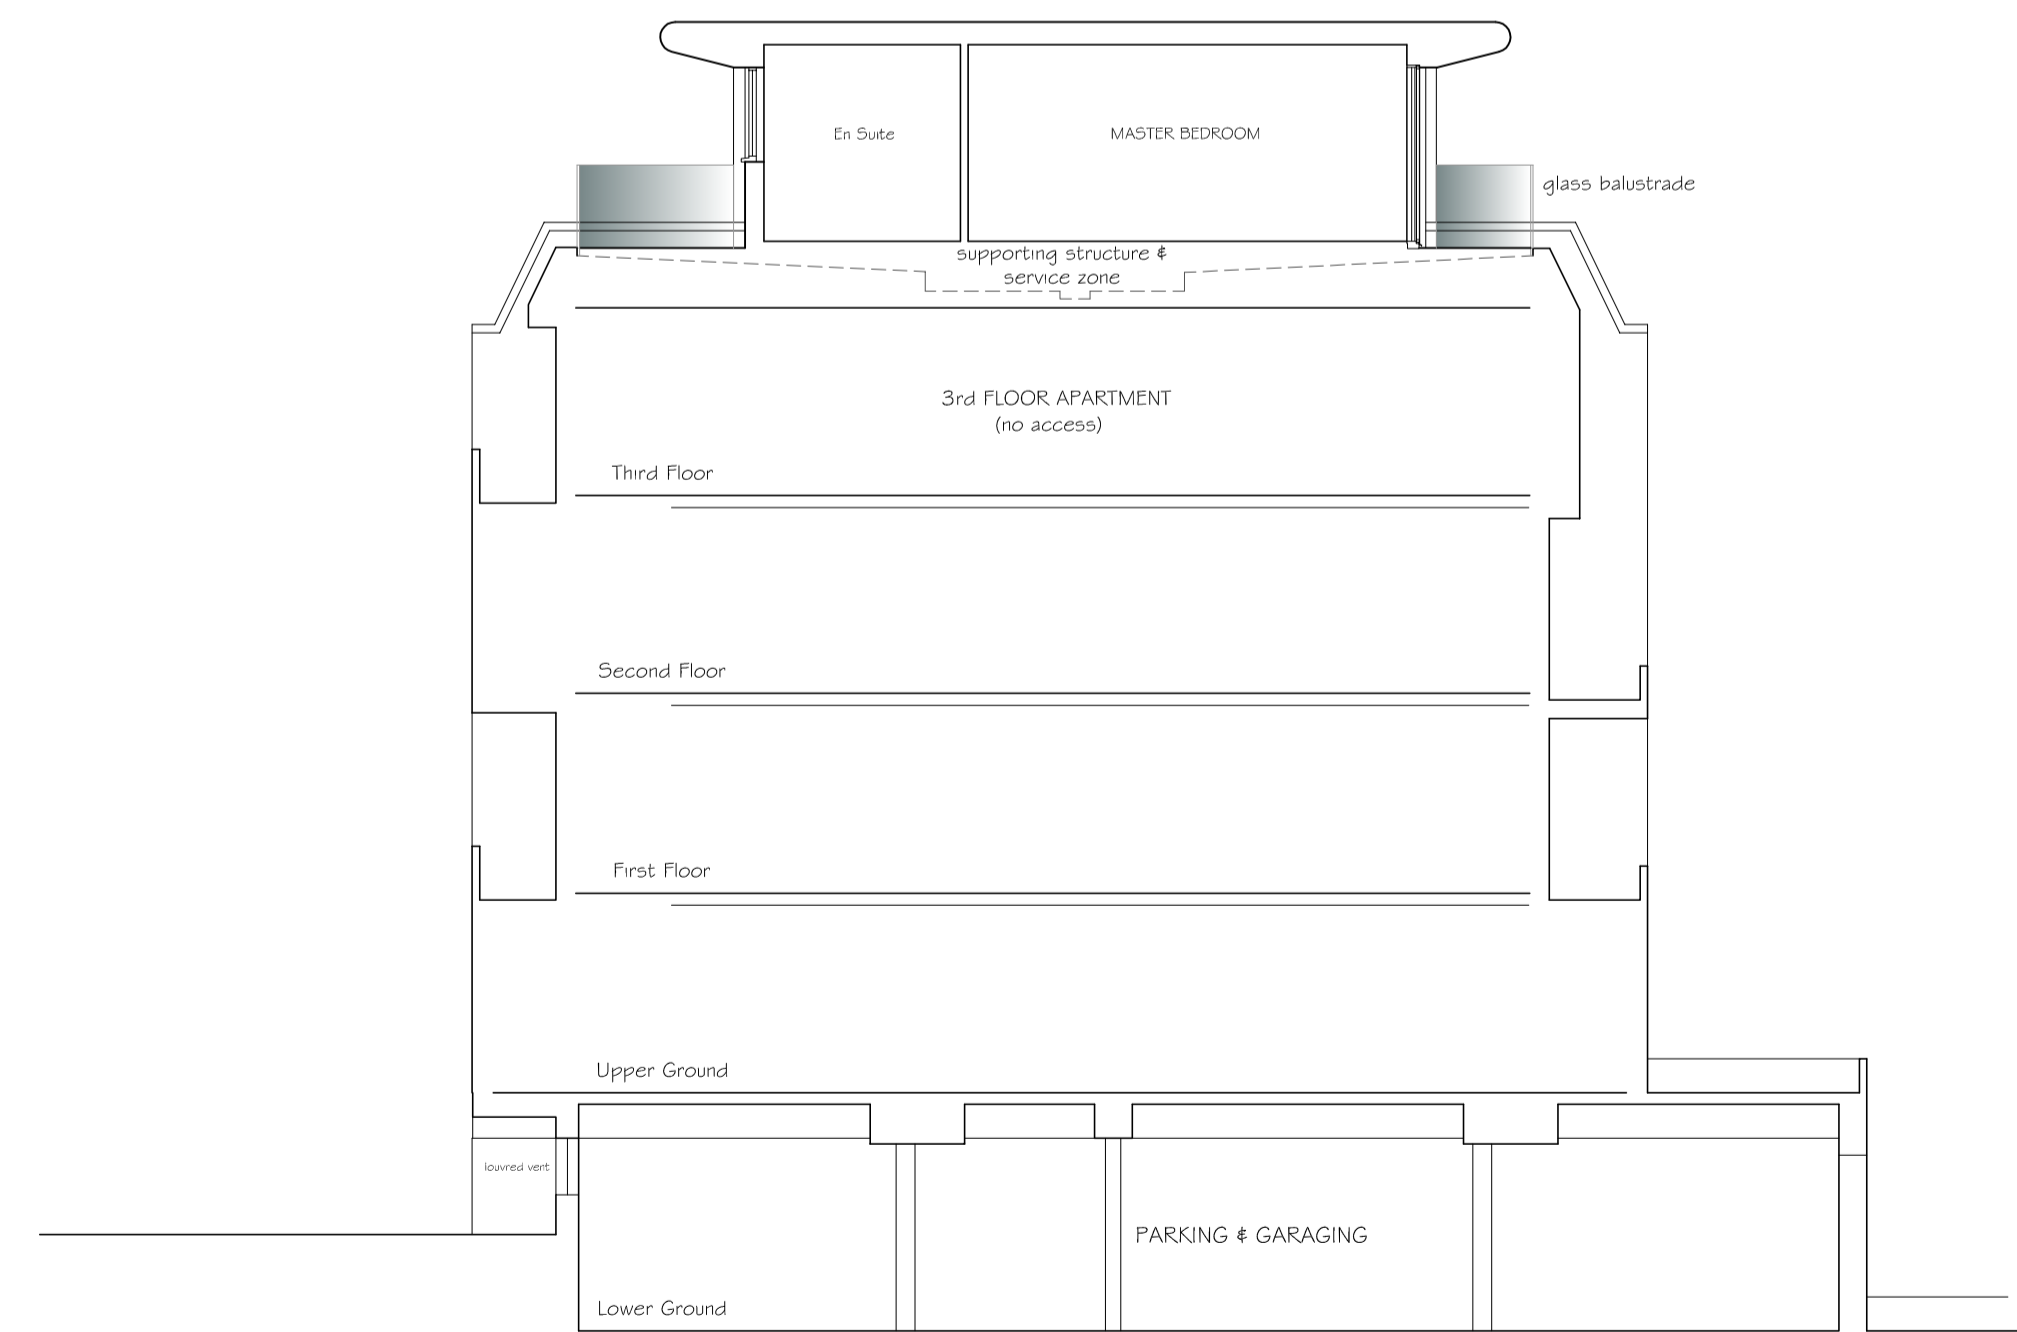 En Suite
MASTER BEDROOM
glass balustrade
supporting structure &
service zone
3rd FLOOR APARTMENT
(no access)
Third Floor
Second Floor
First Floor
Upper Ground
louvred vent
PARKING & GARAGING
Lower Ground